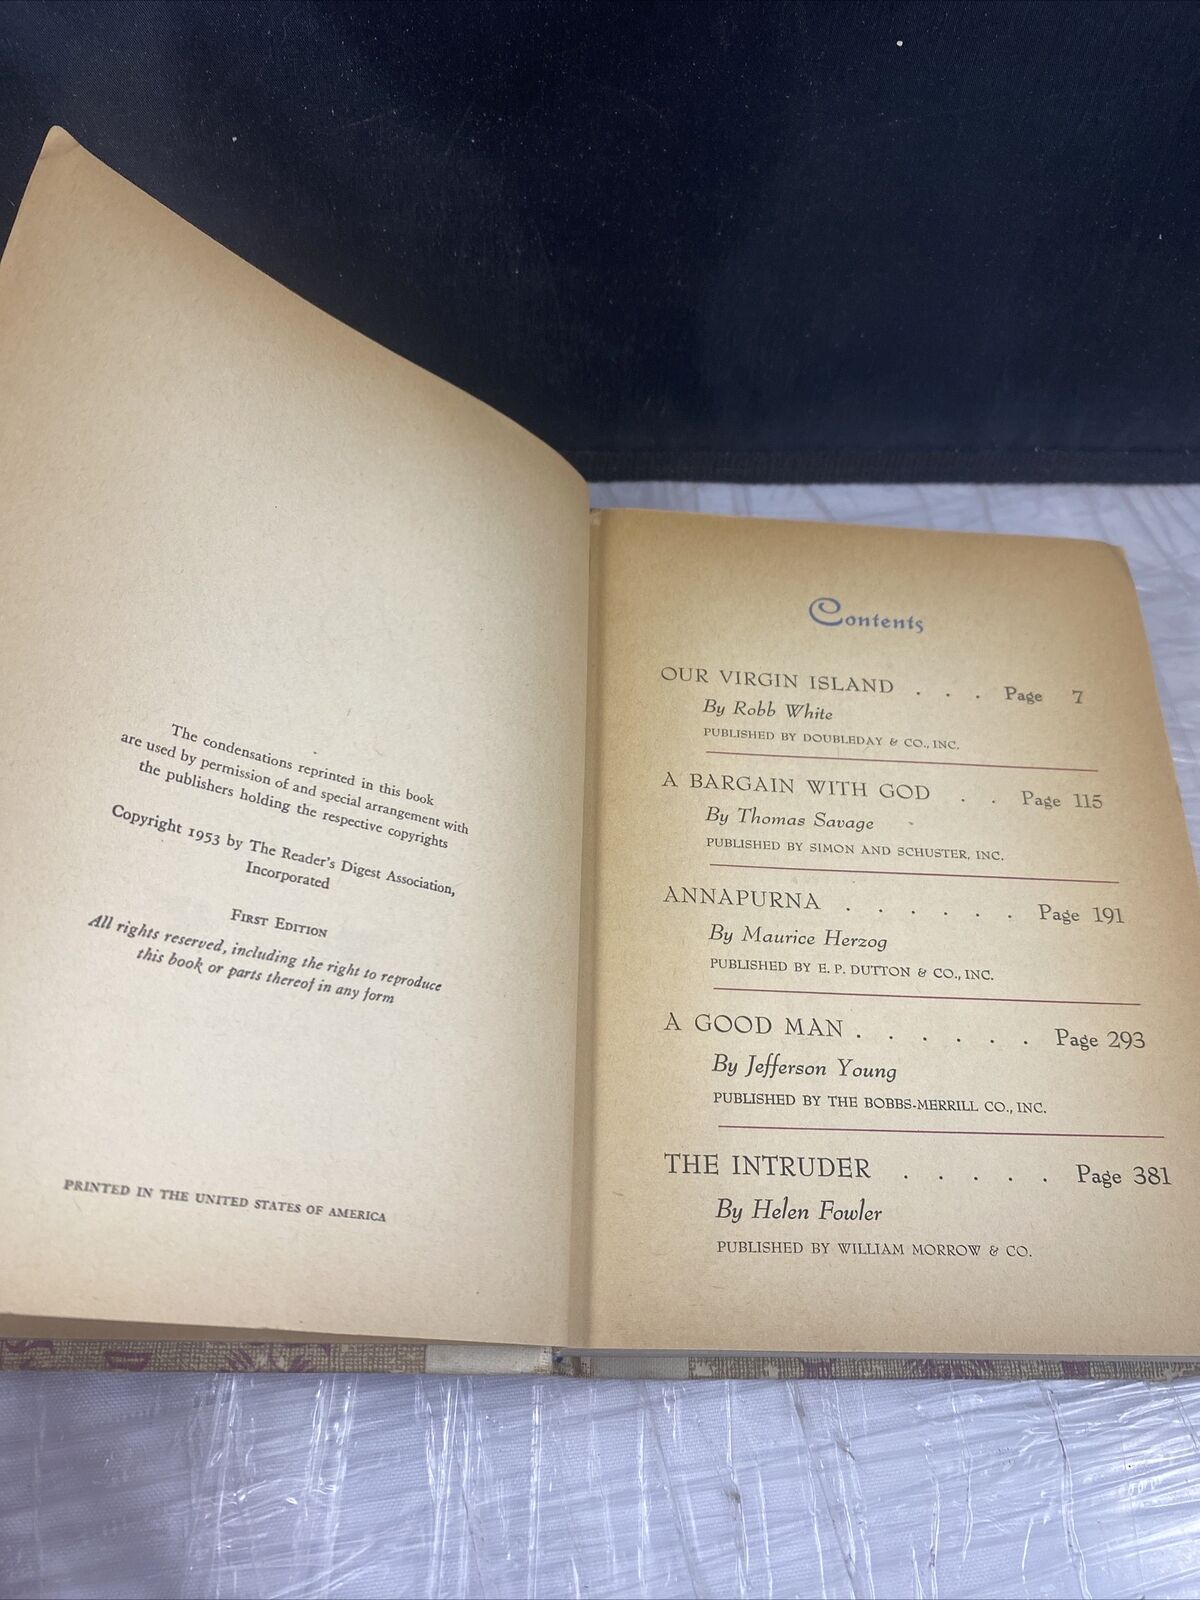 The condensations reprinted in this book
are used by permission of and special arrangement with
the publishers holding the respective copyrights
Copyright 1953 by The Reader's Digest Association,
Incorporated
First Edition
All rights reserved, including the right to reproduce
this book or parts thereof in any form
PRINTED IN THE UNITED STATES OF AMERICA
Contents
OUR VIRGIN ISLAND . . . Page 7
By Robb White
PUBLISHED BY DOUBLEDAY & CO., INC.
A BARGAIN WITH GOD . . Page 115
By Thomas Savage
PUBLISHED BY SIMON AND SCHUSTER, INC.
ANNAPURNA . . . . . . Page 191
By Maurice Herzog
PUBLISHED BY E. P. DUTTON & CO., INC.
A GOOD MAN . . . . . . Page 293
By Jefferson Young
PUBLISHED BY THE BOBBS-MERRILL CO., INC.
THE INTRUDER . . . . . Page 381
By Helen Fowler
PUBLISHED BY WILLIAM MORROW & CO.